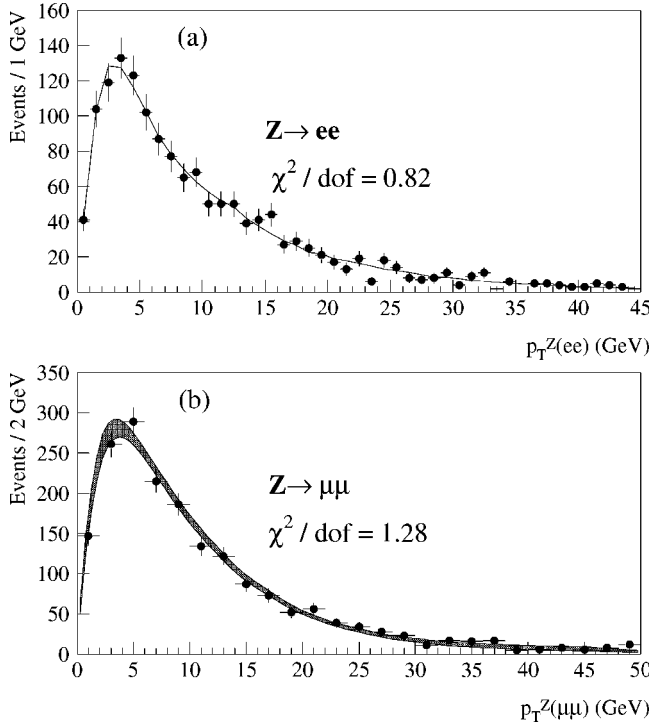 (a)
Events / 1 GeV
160
140
120
100
80
60
40
20
0
Z→ ee
χ² / dof = 0.82
0 5 10 15 20 25 30 35 40 45
p_T^Z(ee) (GeV)
(b)
Events / 2 GeV
350
300
250
200
150
100
50
0
Z→ μμ
χ² / dof = 1.28
0 5 10 15 20 25 30 35 40 45 50
p_T^Z(μμ) (GeV)